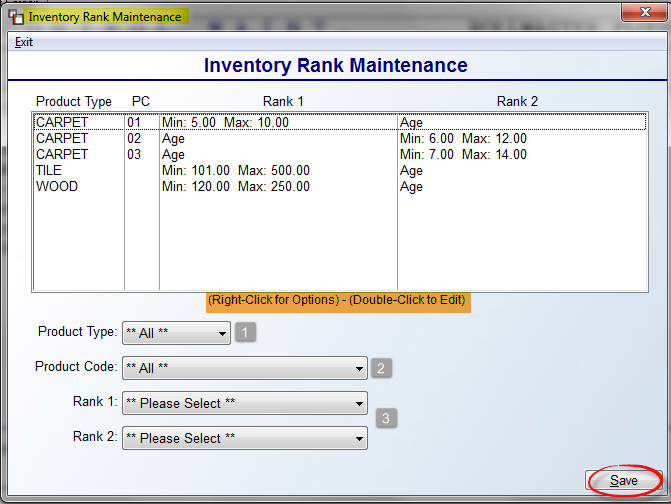 Inventory Rank Maintenance
Exit
Inventory Rank Maintenance
Product Type PC Rank 1 Rank 2
CARPET 01 Min: 5.00 Max: 10.00 Age
CARPET 02 Age Min: 6.00 Max: 12.00
CARPET 03 Age Min: 7.00 Max: 14.00
TILE Min: 101.00 Max: 500.00 Age
WOOD Min: 120.00 Max: 250.00 Age
(Right-Click for Options) - (Double-Click to Edit)
Product Type: ** All ** 1
Product Code: ** All ** 2
Rank 1: ** Please Select **
3
Rank 2: ** Please Select **
Save